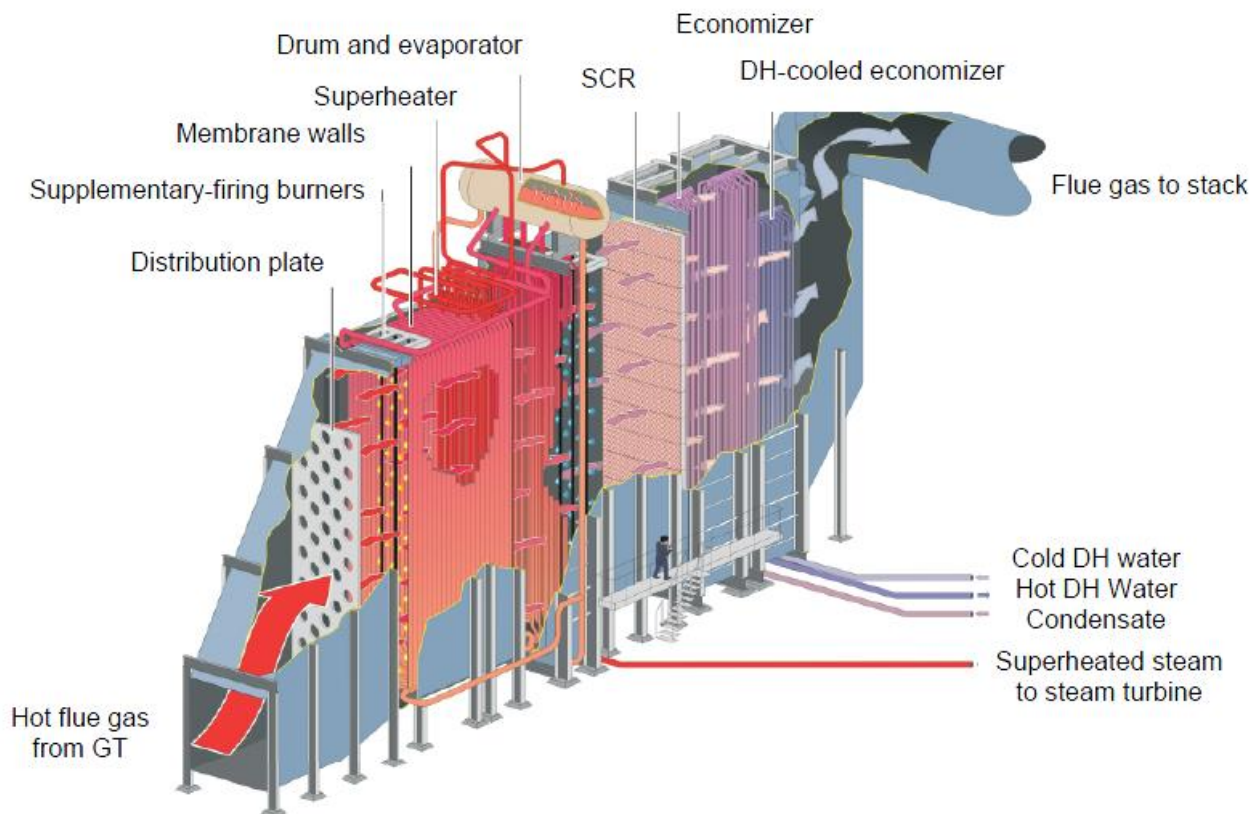 Economizer
Drum and evaporator
DH-cooled economizer
SCR
Superheater
Membrane walls
Supplementary-firing burners
Flue gas to stack
Distribution plate
Cold DH water
Hot DH Water
Condensate
Superheated steam
to steam turbine
Hot flue gas
from GT